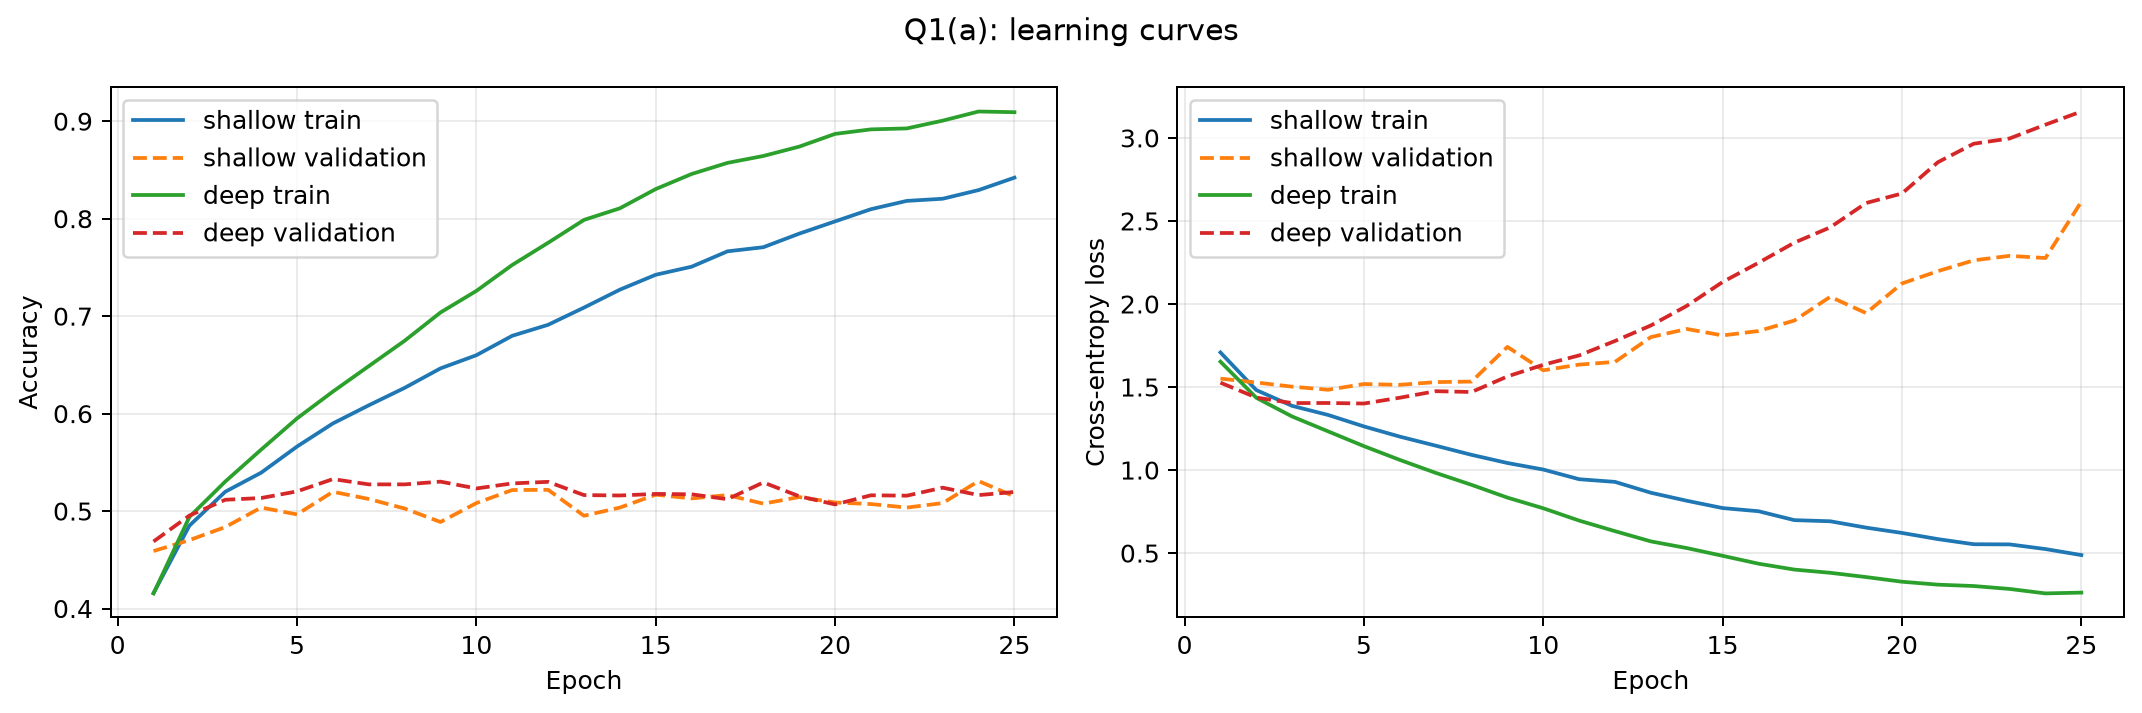 Q1(a): learning curves
shallow train
shallow validation
deep train
deep validation
Accuracy
0.9
0.8
0.7
0.6
0.5
0.4
0
5
10
15
20
25
Epoch
shallow train
shallow validation
deep train
deep validation
Cross-entropy loss
3.0
2.5
2.0
1.5
1.0
0.5
0
5
10
15
20
25
Epoch